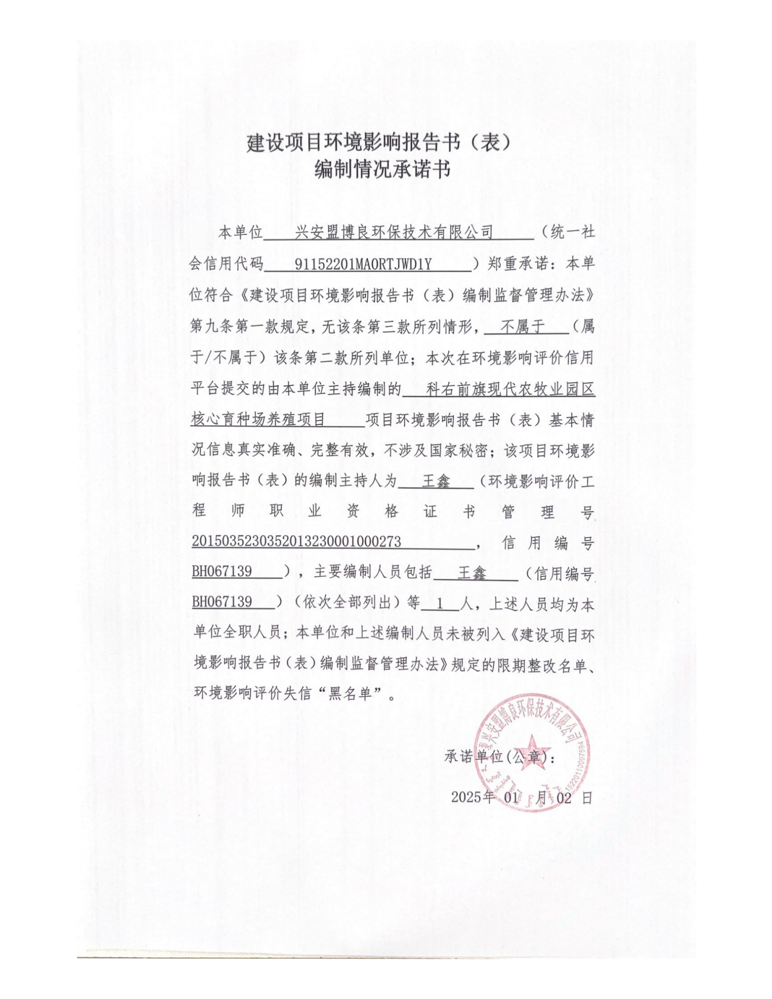 建设项目环境影响报告书（表）
编制情况承诺书
本单位 兴安盟博良环保技术有限公司 （统一社
会信用代码 91152201MA0RTJWD1Y ）郑重承诺：本单
位符合《建设项目环境影响报告书（表）编制监督管理办法》
第九条第一款规定，无该条第三款所列情形， 不属于 （属
于/不属于）该条第二款所列单位；本次在环境影响评价信用
平台提交的由本单位主持编制的 科右前旗现代农牧业园区
核心育种场养殖项目 项目环境影响报告书（表）基本情
况信息真实准确、完整有效，不涉及国家秘密；该项目环境影
响报告书（表）的编制主持人为 王鑫 （环境影响评价工
程师职业资格证书管理号
2015035230352013230001000273 ，信用编号
BH067139 ），主要编制人员包括 王鑫 （信用编号
BH067139 ）（依次全部列出）等 1 人，上述人员均为本
单位全职人员；本单位和上述编制人员未被列入《建设项目环
境影响报告书（表）编制监督管理办法》规定的限期整改名单、
环境影响评价失信“黑名单”。
兴安盟博良环保技术有限公司
15220110007594
承诺单位(公章)：
2025年 01 月 02 日